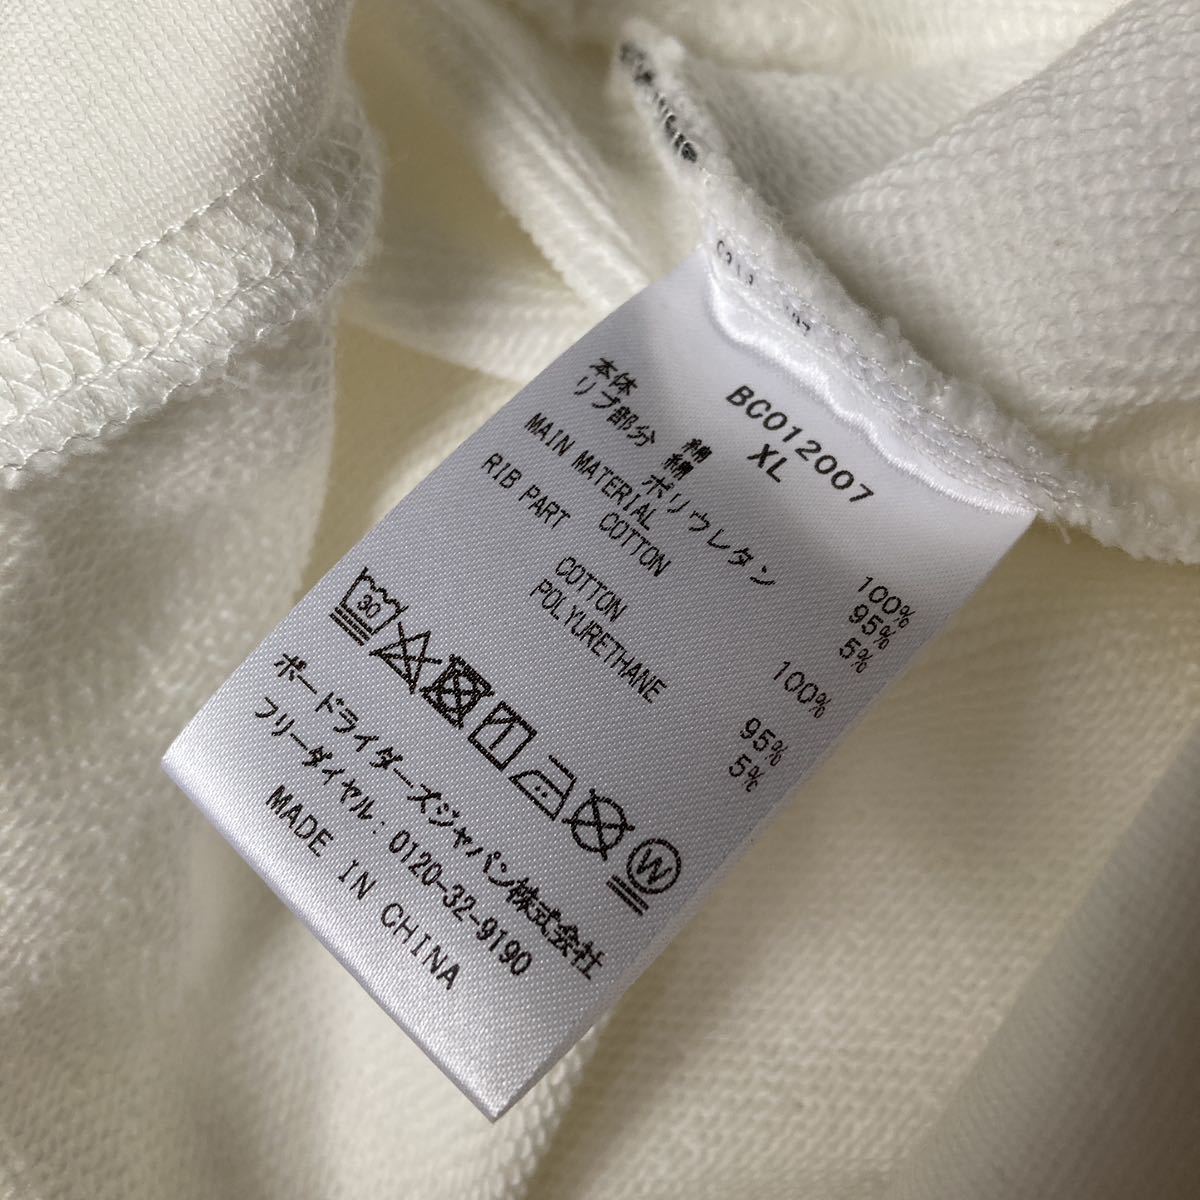 BC012007
XL
本体 綿 100%
リブ部分 綿 95%
ポリウレタン 5%
MAIN MATERIAL
COTTON 100%
RIB PART
COTTON 95%
POLYURETHANE 5%
30
W
ボードライダーズジャパン株式会社
フリーダイヤル: 0120-32-9190
MADE IN CHINA